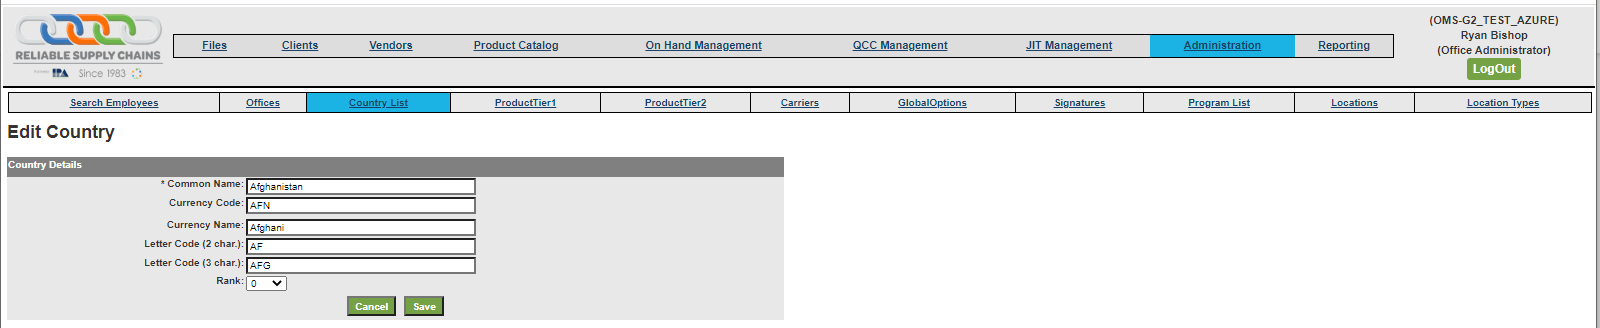 RELIABLE SUPPLY CHAINS
IPA Since 1983
Files Clients Vendors Product Catalog On Hand Management QCC Management JIT Management Administration Reporting
(OMS-G2_TEST_AZURE)
Ryan Bishop
(Office Administrator)
LogOut
Search Employees Offices Country List ProductTier1 ProductTier2 Carriers GlobalOptions Signatures Program List Locations Location Types
Edit Country
Country Details
* Common Name: Afghanistan
Currency Code: AFN
Currency Name: Afghani
Letter Code (2 char.): AF
Letter Code (3 char.): AFG
Rank: 0
Cancel Save